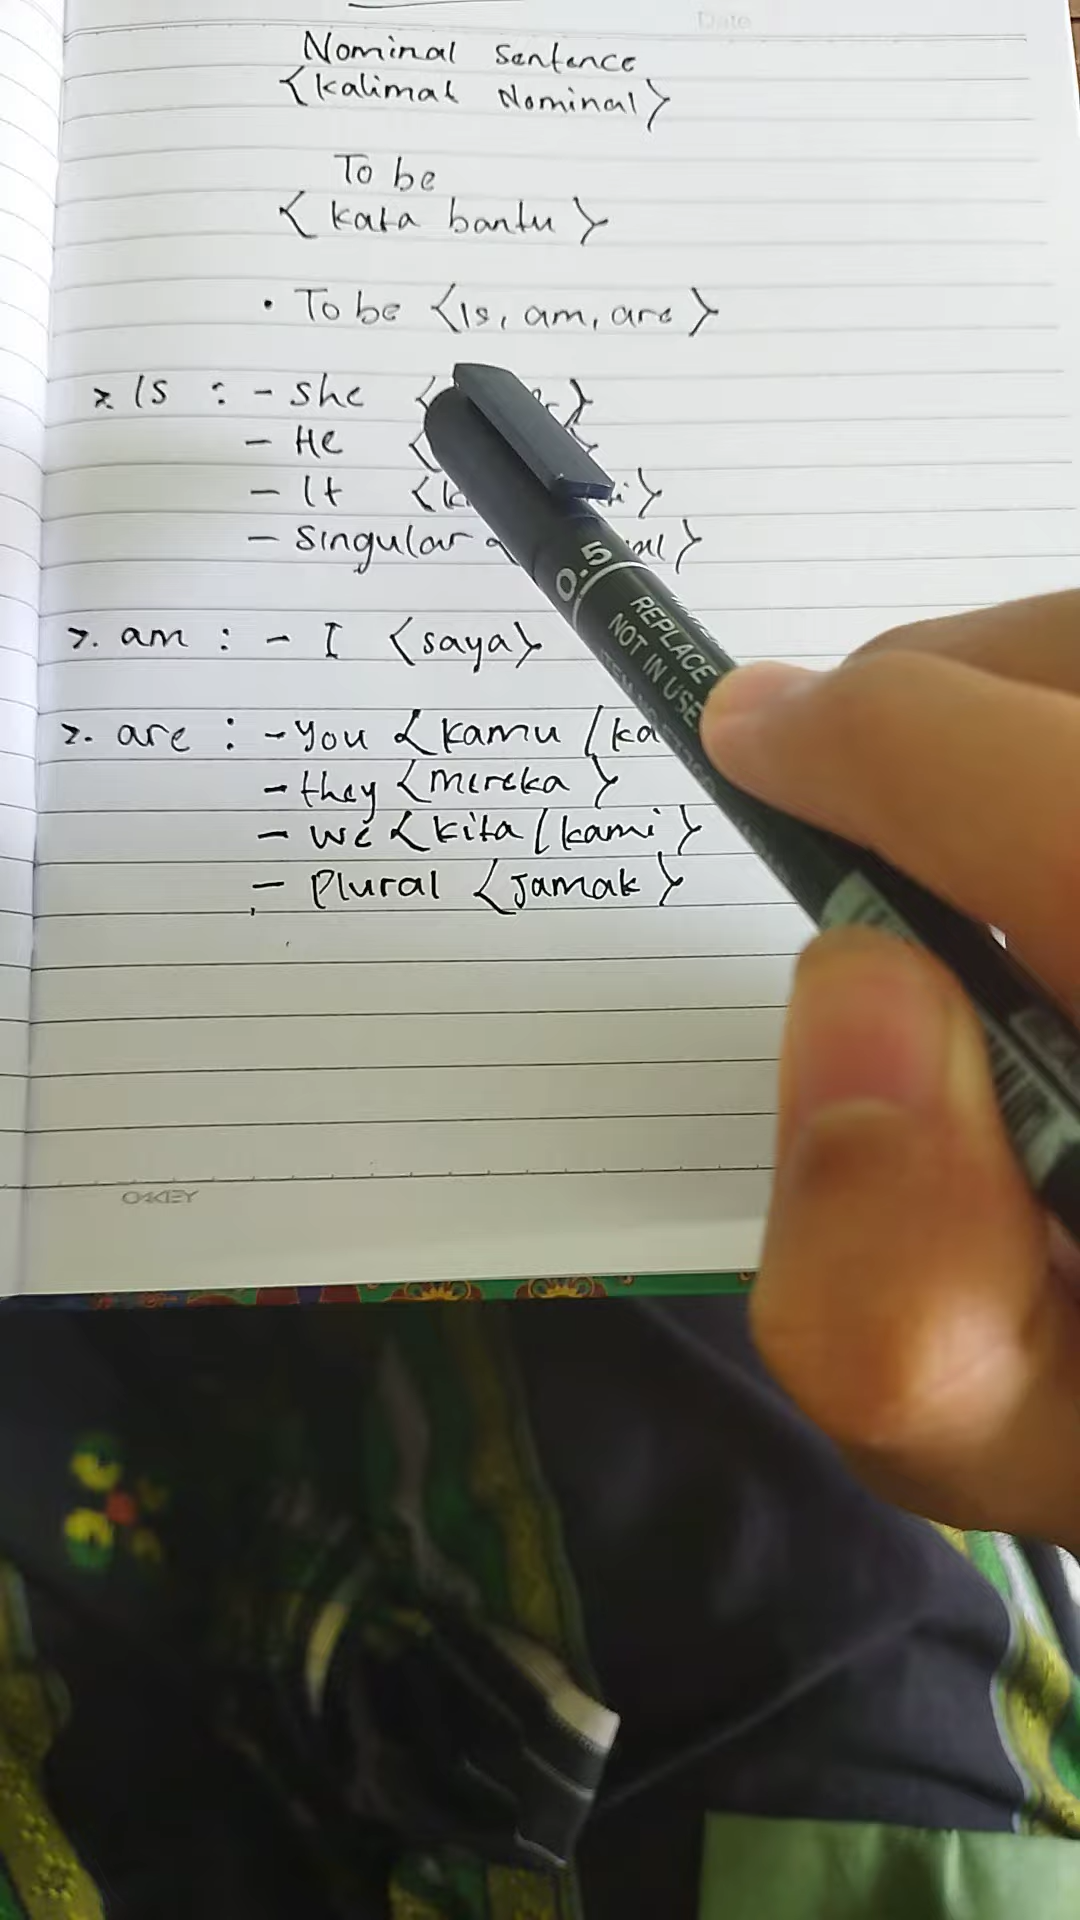 Date
Nominal Sentence
<kalimat Nominal>
To be
<kata bantu>
• To be <is, am, are>
> Is : - She
- He
- It
- Singular
>. am : - I <saya>
>. are : - You <kamu /
- they <mereka>
- we <kita / kami>
- Plural <Jamak>
0.5
REPLACE
NOT IN USE
OAKLEY